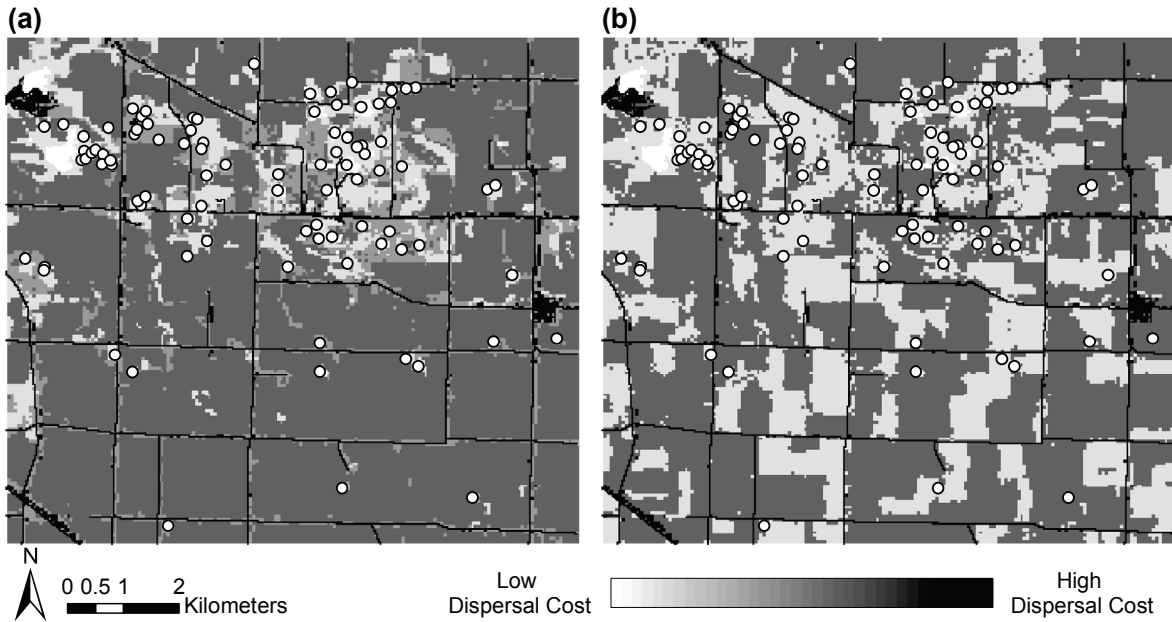 (a) (b)
N
0 0.5 1 2
Kilometers
Low
Dispersal Cost
High
Dispersal Cost